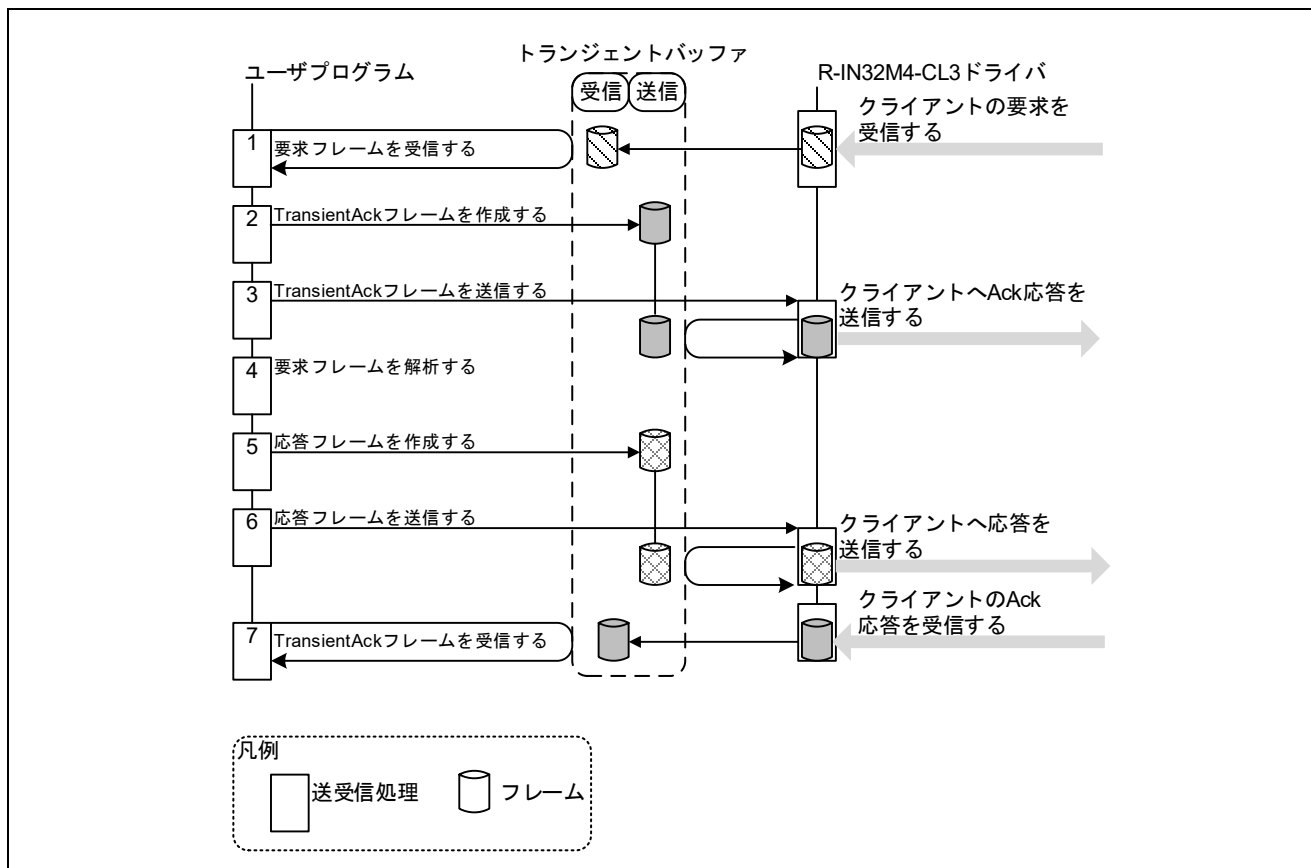 トランジェントバッファ
ユーザプログラム
R-IN32M4-CL3ドライバ
受信
送信
クライアントの要求を
受信する
1
要求フレームを受信する
2
TransientAckフレームを作成する
3
TransientAckフレームを送信する
クライアントへAck応答を
送信する
4
要求フレームを解析する
5
応答フレームを作成する
6
応答フレームを送信する
クライアントへ応答を
送信する
クライアントのAck
応答を受信する
7
TransientAckフレームを受信する
凡例
送受信処理
フレーム